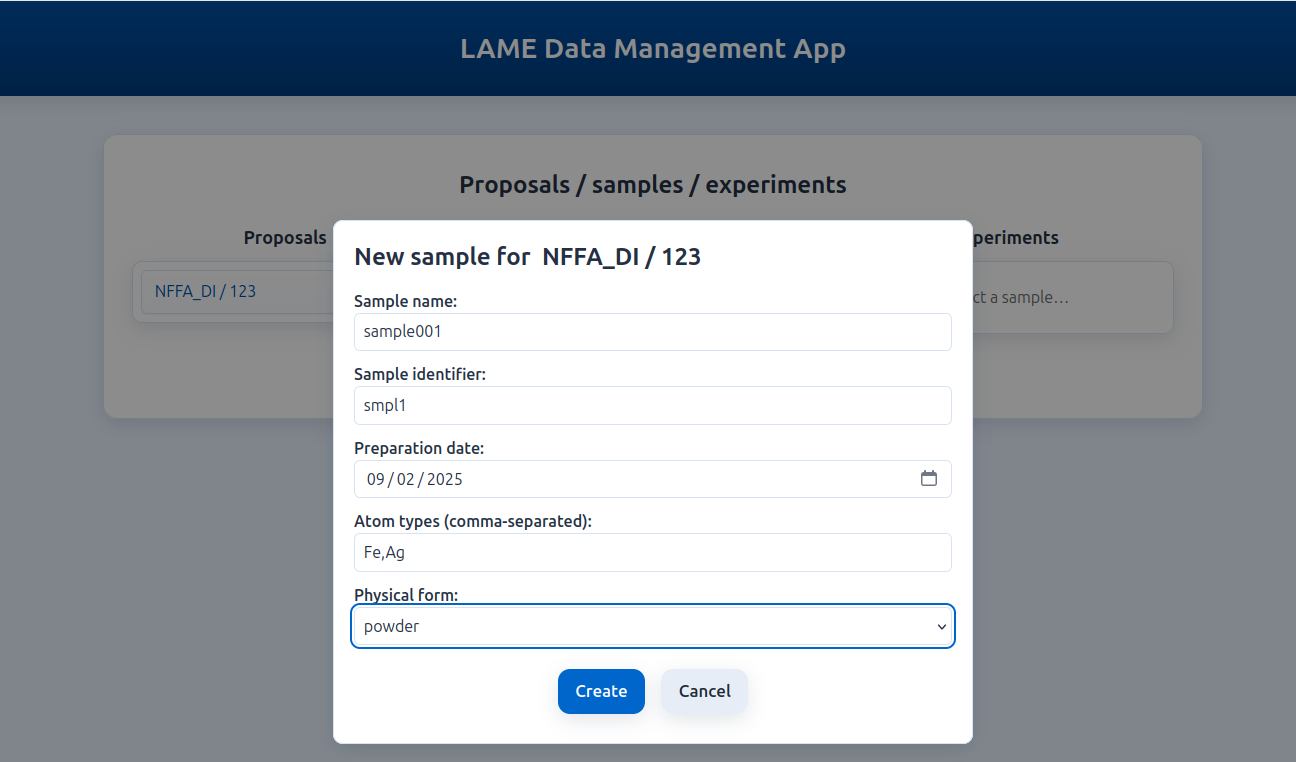 LAME Data Management App
Proposals / samples / experiments
Proposals
periments
NFFA_DI / 123
ct a sample...
New sample for NFFA_DI / 123
Sample name:
sample001
Sample identifier:
smpl1
Preparation date:
09 / 02 / 2025
Atom types (comma-separated):
Fe,Ag
Physical form:
powder
Create
Cancel